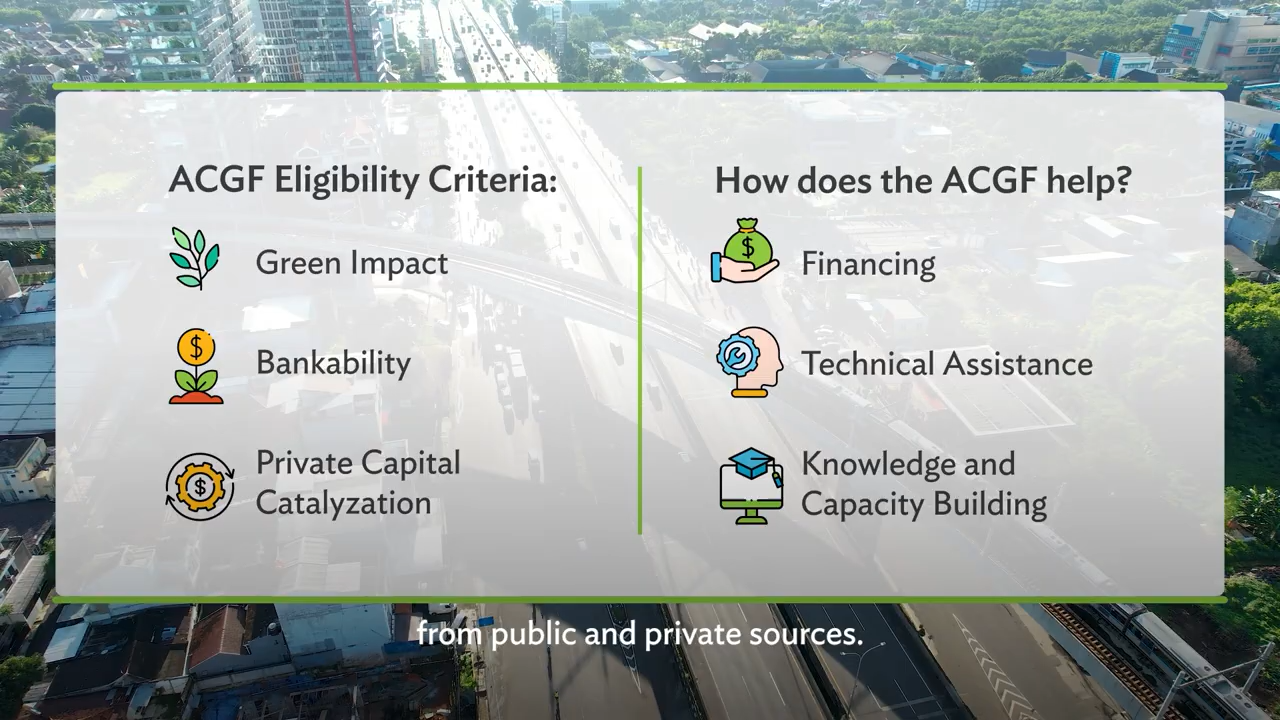 ACGF Eligibility Criteria:
Green Impact
Bankability
Private Capital
Catalyzation
How does the ACGF help?
Financing
Technical Assistance
Knowledge and
Capacity Building
from public and private sources.